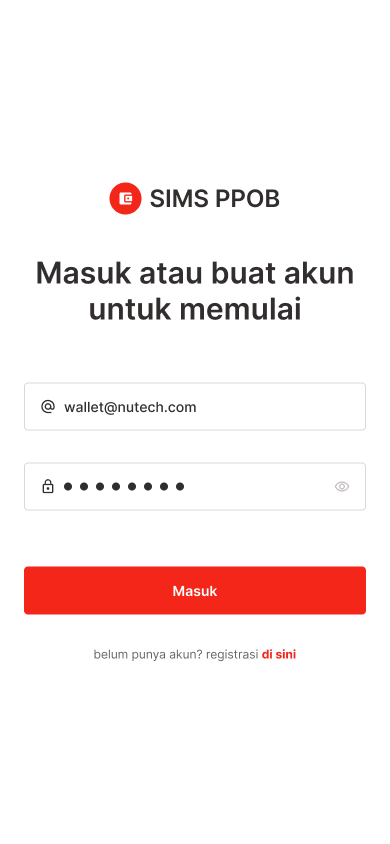 SIMS PPOB
Masuk atau buat akun
untuk memulai
wallet@nutech.com
Masuk
belum punya akun? registrasi di sini